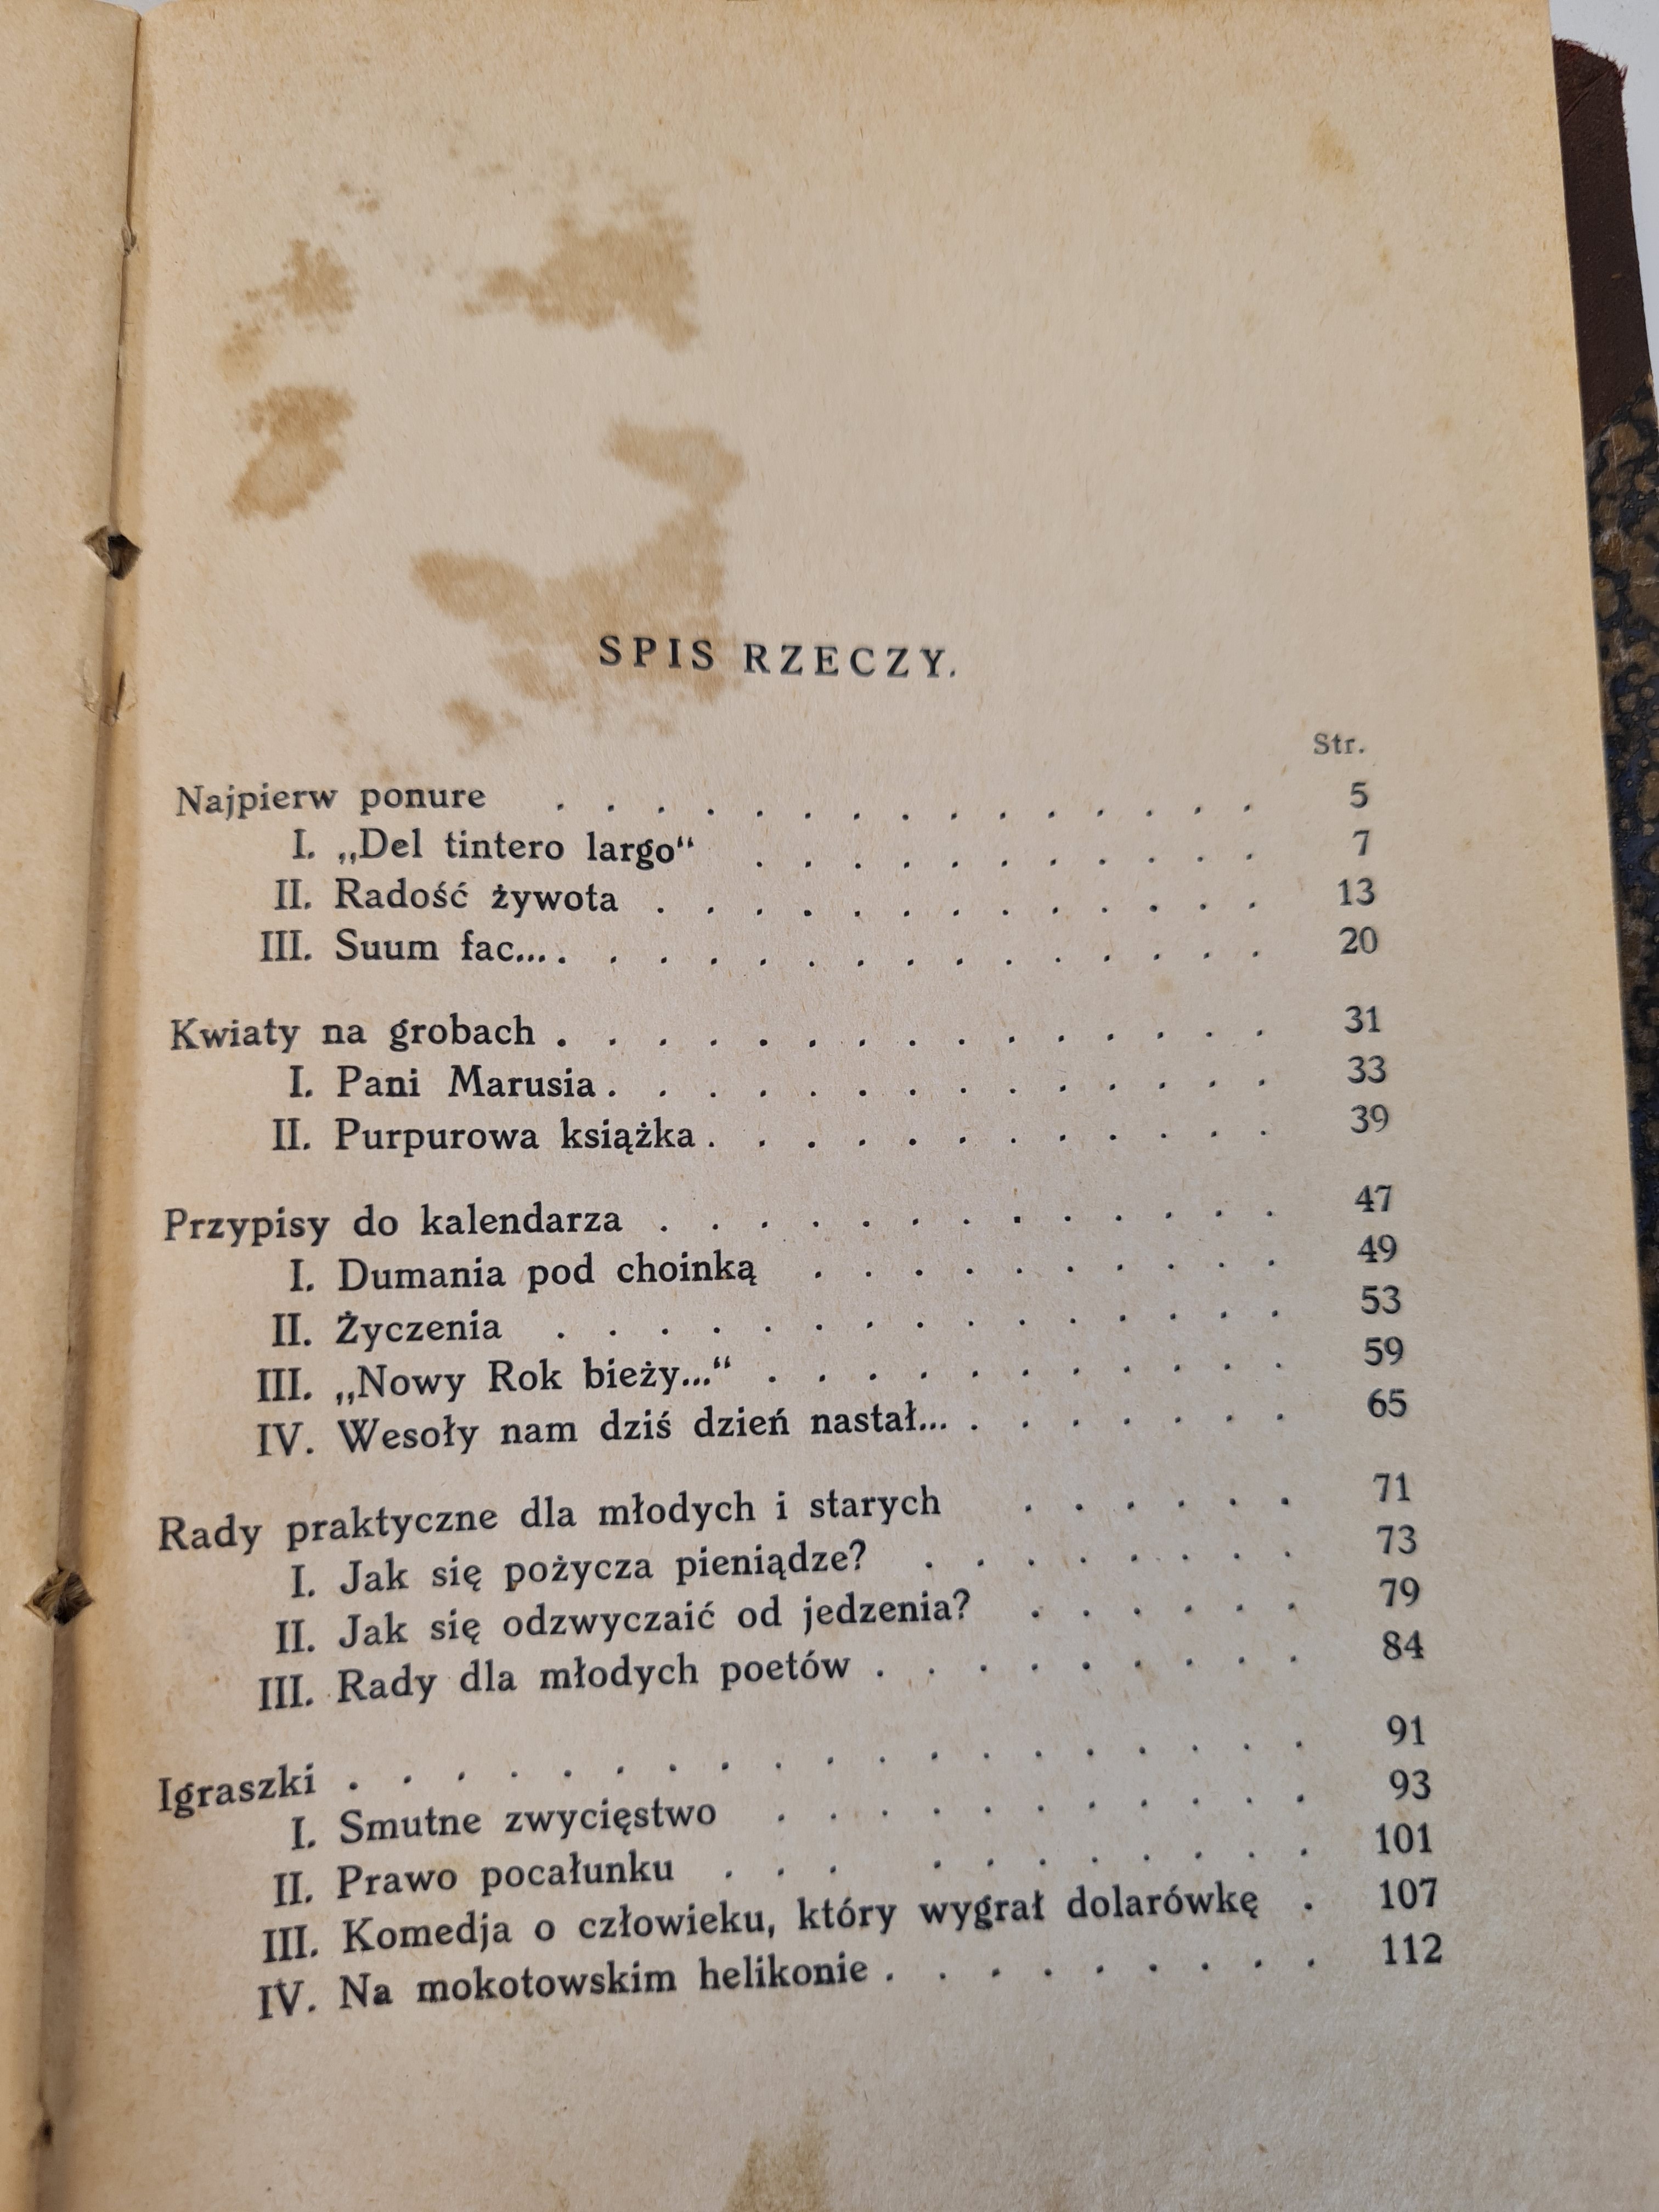 SPIS RZECZY.
Str.
Najpierw ponure . . . . . . . . . . . . . . . 5
I. „Del tintero largo“ . . . . . . . . . . . 7
II. Radość żywota . . . . . . . . . . . . . 13
III. Suum fac... . . . . . . . . . . . . . . . 20
Kwiaty na grobach . . . . . . . . . . . . . . . 31
I. Pani Marusia . . . . . . . . . . . . . . 33
II. Purpurowa książka . . . . . . . . . . . . 39
Przypisy do kalendarza . . . . . . . . . . . . . 47
I. Dumania pod choinką . . . . . . . . . . 49
II. Życzenia . . . . . . . . . . . . . . . 53
III. „Nowy Rok bieży...“ . . . . . . . . . . . 59
IV. Wesoły nam dziś dzień nastał... . . . . . . . 65
Rady praktyczne dla młodych i starych . . . . . . 71
I. Jak się pożycza pieniądze? . . . . . . . . 73
II. Jak się odzwyczaić od jedzenia? . . . . . . 79
III. Rady dla młodych poetów . . . . . . . . . 84
Igraszki . . . . . . . . . . . . . . . . . . . 91
I. Smutne zwycięstwo . . . . . . . . . . . 93
II. Prawo pocałunku . . . . . . . . . . . 101
III. Komedja o człowieku, który wygrał dolarówkę . 107
IV. Na mokotowskim helikonie . . . . . . . . . 112